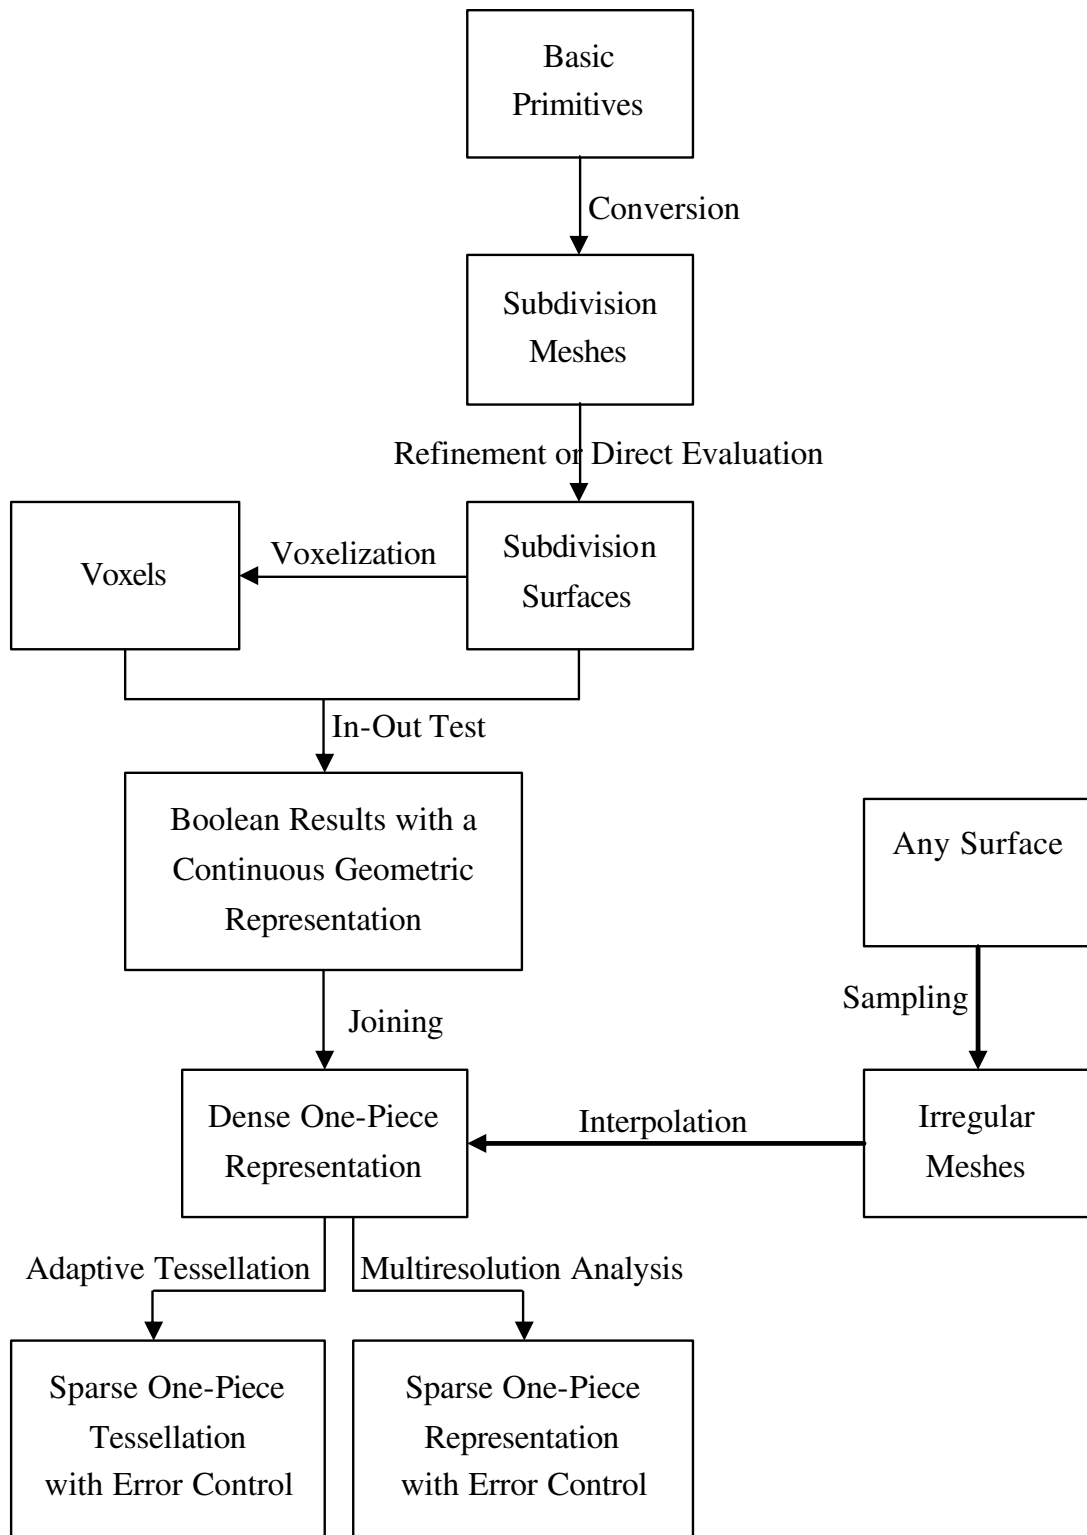 Basic
Primitives
Conversion
Subdivision
Meshes
Refinement or Direct Evaluation
Voxels
Voxelization
Subdivision
Surfaces
In-Out Test
Boolean Results with a
Continuous Geometric
Representation
Any Surface
Joining
Sampling
Dense One-Piece
Representation
Interpolation
Irregular
Meshes
Adaptive Tessellation
Multiresolution Analysis
Sparse One-Piece
Tessellation
with Error Control
Sparse One-Piece
Representation
with Error Control